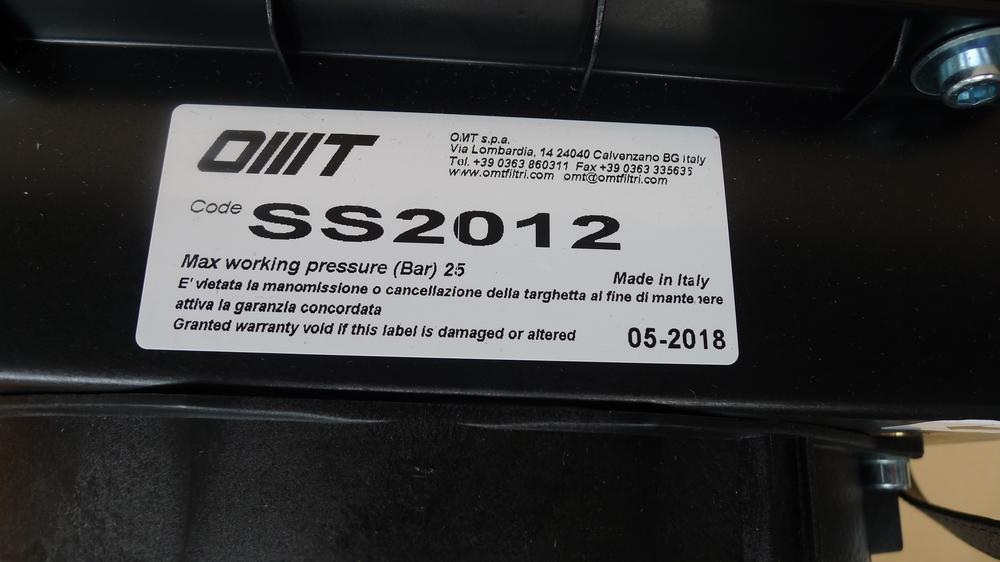 OMT
OMT s.p.a.
Via Lombardia, 14 24040 Calvenzano BG Italy
Tel. +39 0363 860311 Fax +39 0363 335635
www.omtfiltri.com omt@omtfiltri.com
Code SS2012
Max working pressure (Bar) 25
Made in Italy
E' vietata la manomissione o cancellazione della targhetta al fine di mantenere
attiva la garanzia concordata
Granted warranty void if this label is damaged or altered
05-2018